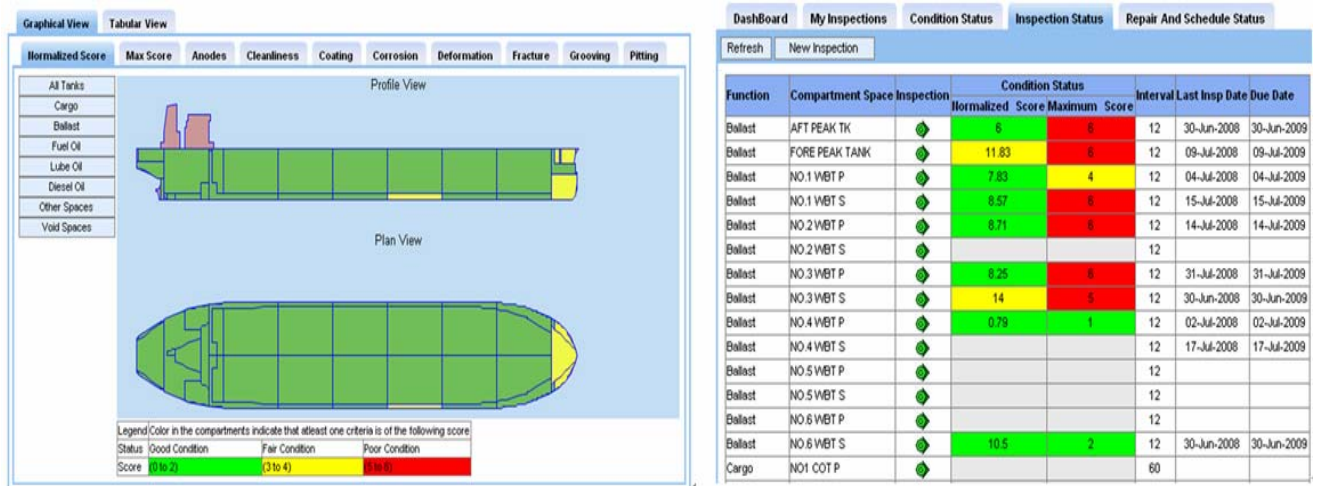 Graphical View Tabular View
Normalized Score Max Score Anodes Cleanliness Coating Corrosion Deformation Fracture Grooving Pitting
All Tanks
Cargo
Ballast
Fuel Oil
Lube Oil
Diesel Oil
Other Spaces
Void Spaces
Profile View
Plan View
Legend Color in the compartments indicate that atleast one criteria is of the following score
Status Good Condition Fair Condition Poor Condition
Score (0 to 2) (3 to 4) (5 to 6)
DashBoard My Inspections Condition Status Inspection Status Repair And Schedule Status
Refresh New Inspection
Function Compartment Space Inspection Condition Status Interval Last Insp Date Due Date
Normalized Score Maximum Score
Ballast AFT PEAK TK 6 6 12 30-Jun-2008 30-Jun-2009
Ballast FORE PEAK TANK 11.83 6 12 09-Jul-2008 09-Jul-2009
Ballast NO.1 WBT P 7.83 4 12 04-Jul-2008 04-Jul-2009
Ballast NO.1 WBT S 8.57 6 12 15-Jul-2008 15-Jul-2009
Ballast NO.2 WBT P 8.71 6 12 14-Jul-2008 14-Jul-2009
Ballast NO.2 WBT S 12
Ballast NO.3 WBT P 8.25 6 12 31-Jul-2008 31-Jul-2009
Ballast NO.3 WBT S 14 5 12 30-Jun-2008 30-Jun-2009
Ballast NO.4 WBT P 0.79 1 12 02-Jul-2008 02-Jul-2009
Ballast NO.4 WBT S 12 17-Jul-2008 17-Jul-2009
Ballast NO.5 WBT P 12
Ballast NO.5 WBT S 12
Ballast NO.6 WBT P 12
Ballast NO.6 WBT S 10.5 2 12 30-Jun-2008 30-Jun-2009
Cargo NO1 COT P 60